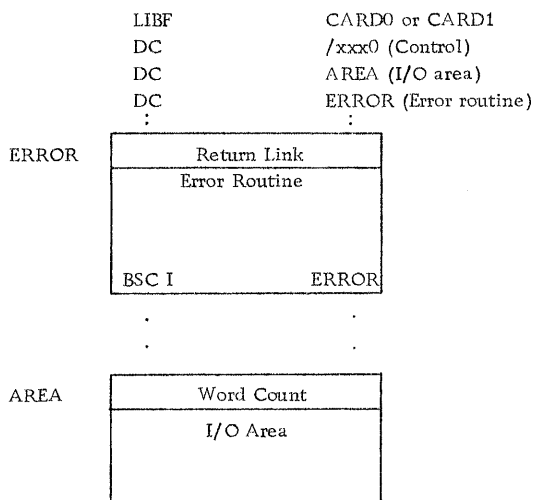 LIBF CARD0 or CARD1
DC /xxx0 (Control)
DC AREA (I/O area)
DC ERROR (Error routine)
: :
ERROR Return Link
Error Routine
BSC I ERROR
. .
. .
AREA Word Count
I/O Area